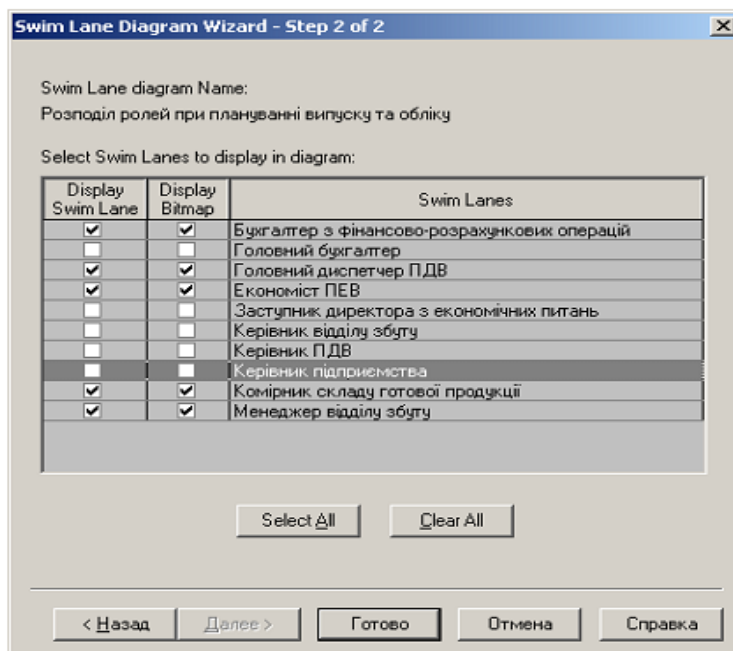 Swim Lane Diagram Wizard - Step 2 of 2
Swim Lane diagram Name:
Розподіл ролей при плануванні випуску та обліку
Select Swim Lanes to display in diagram:
Display Swim Lane Display Bitmap Swim Lanes
Бухгалтер з фінансово-розрахункових операцій
Головний бухгалтер
Головний диспетчер ПДВ
Економіст ПЕВ
Заступник директора з економічних питань
Керівник відділу збуту
Керівник ПДВ
Керівник підприємства
Комірник складу готової продукції
Менеджер відділу збуту
Select All Clear All
< Назад Далее > Готово Отмена Справка